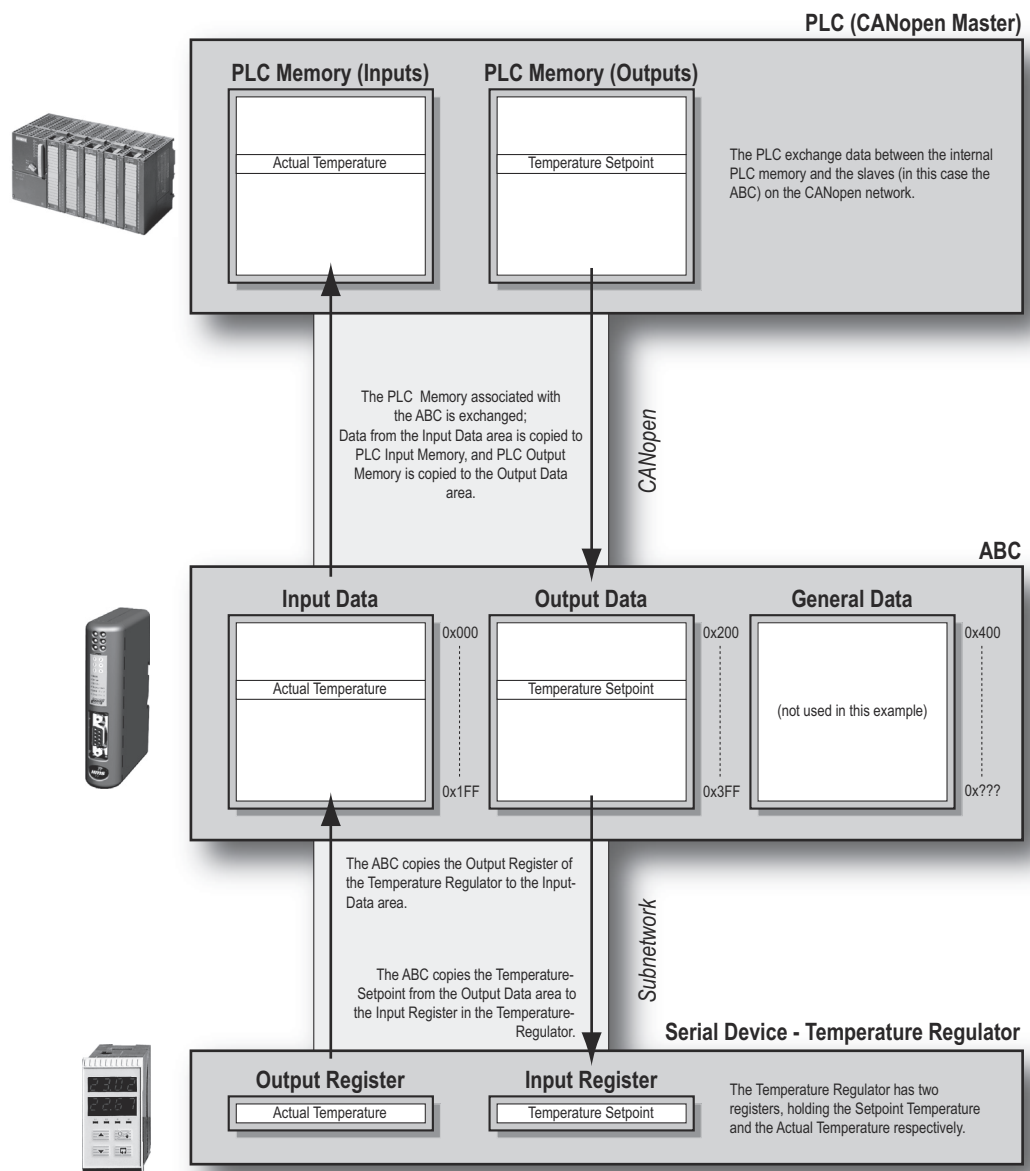 PLC (CANopen Master)
PLC Memory (Inputs)
PLC Memory (Outputs)
Actual Temperature
Temperature Setpoint
The PLC exchange data between the internal
PLC memory and the slaves (in this case the
ABC) on the CANopen network.
The PLC Memory associated with
the ABC is exchanged;
Data from the Input Data area is copied to
PLC Input Memory, and PLC Output
Memory is copied to the Output Data
area.
CANopen
ABC
Input Data
Output Data
General Data
0x000
0x200
0x400
Actual Temperature
Temperature Setpoint
(not used in this example)
0x1FF
0x3FF
0x???
The ABC copies the Output Register of
the Temperature Regulator to the Input-
Data area.
The ABC copies the Temperature-
Setpoint from the Output Data area to
the Input Register in the Temperature-
Regulator.
Subnetwork
Serial Device - Temperature Regulator
Output Register
Input Register
Actual Temperature
Temperature Setpoint
The Temperature Regulator has two
registers, holding the Setpoint Temperature
and the Actual Temperature respectively.